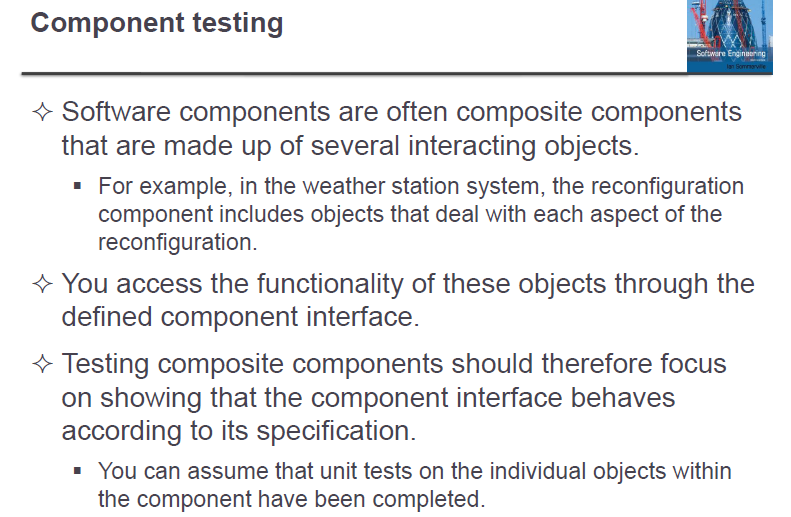 Component testing
Software Engineering
Ian Sommerville
✧ Software components are often composite components
that are made up of several interacting objects.
▪ For example, in the weather station system, the reconfiguration
component includes objects that deal with each aspect of the
reconfiguration.
✧ You access the functionality of these objects through the
defined component interface.
✧ Testing composite components should therefore focus
on showing that the component interface behaves
according to its specification.
▪ You can assume that unit tests on the individual objects within
the component have been completed.